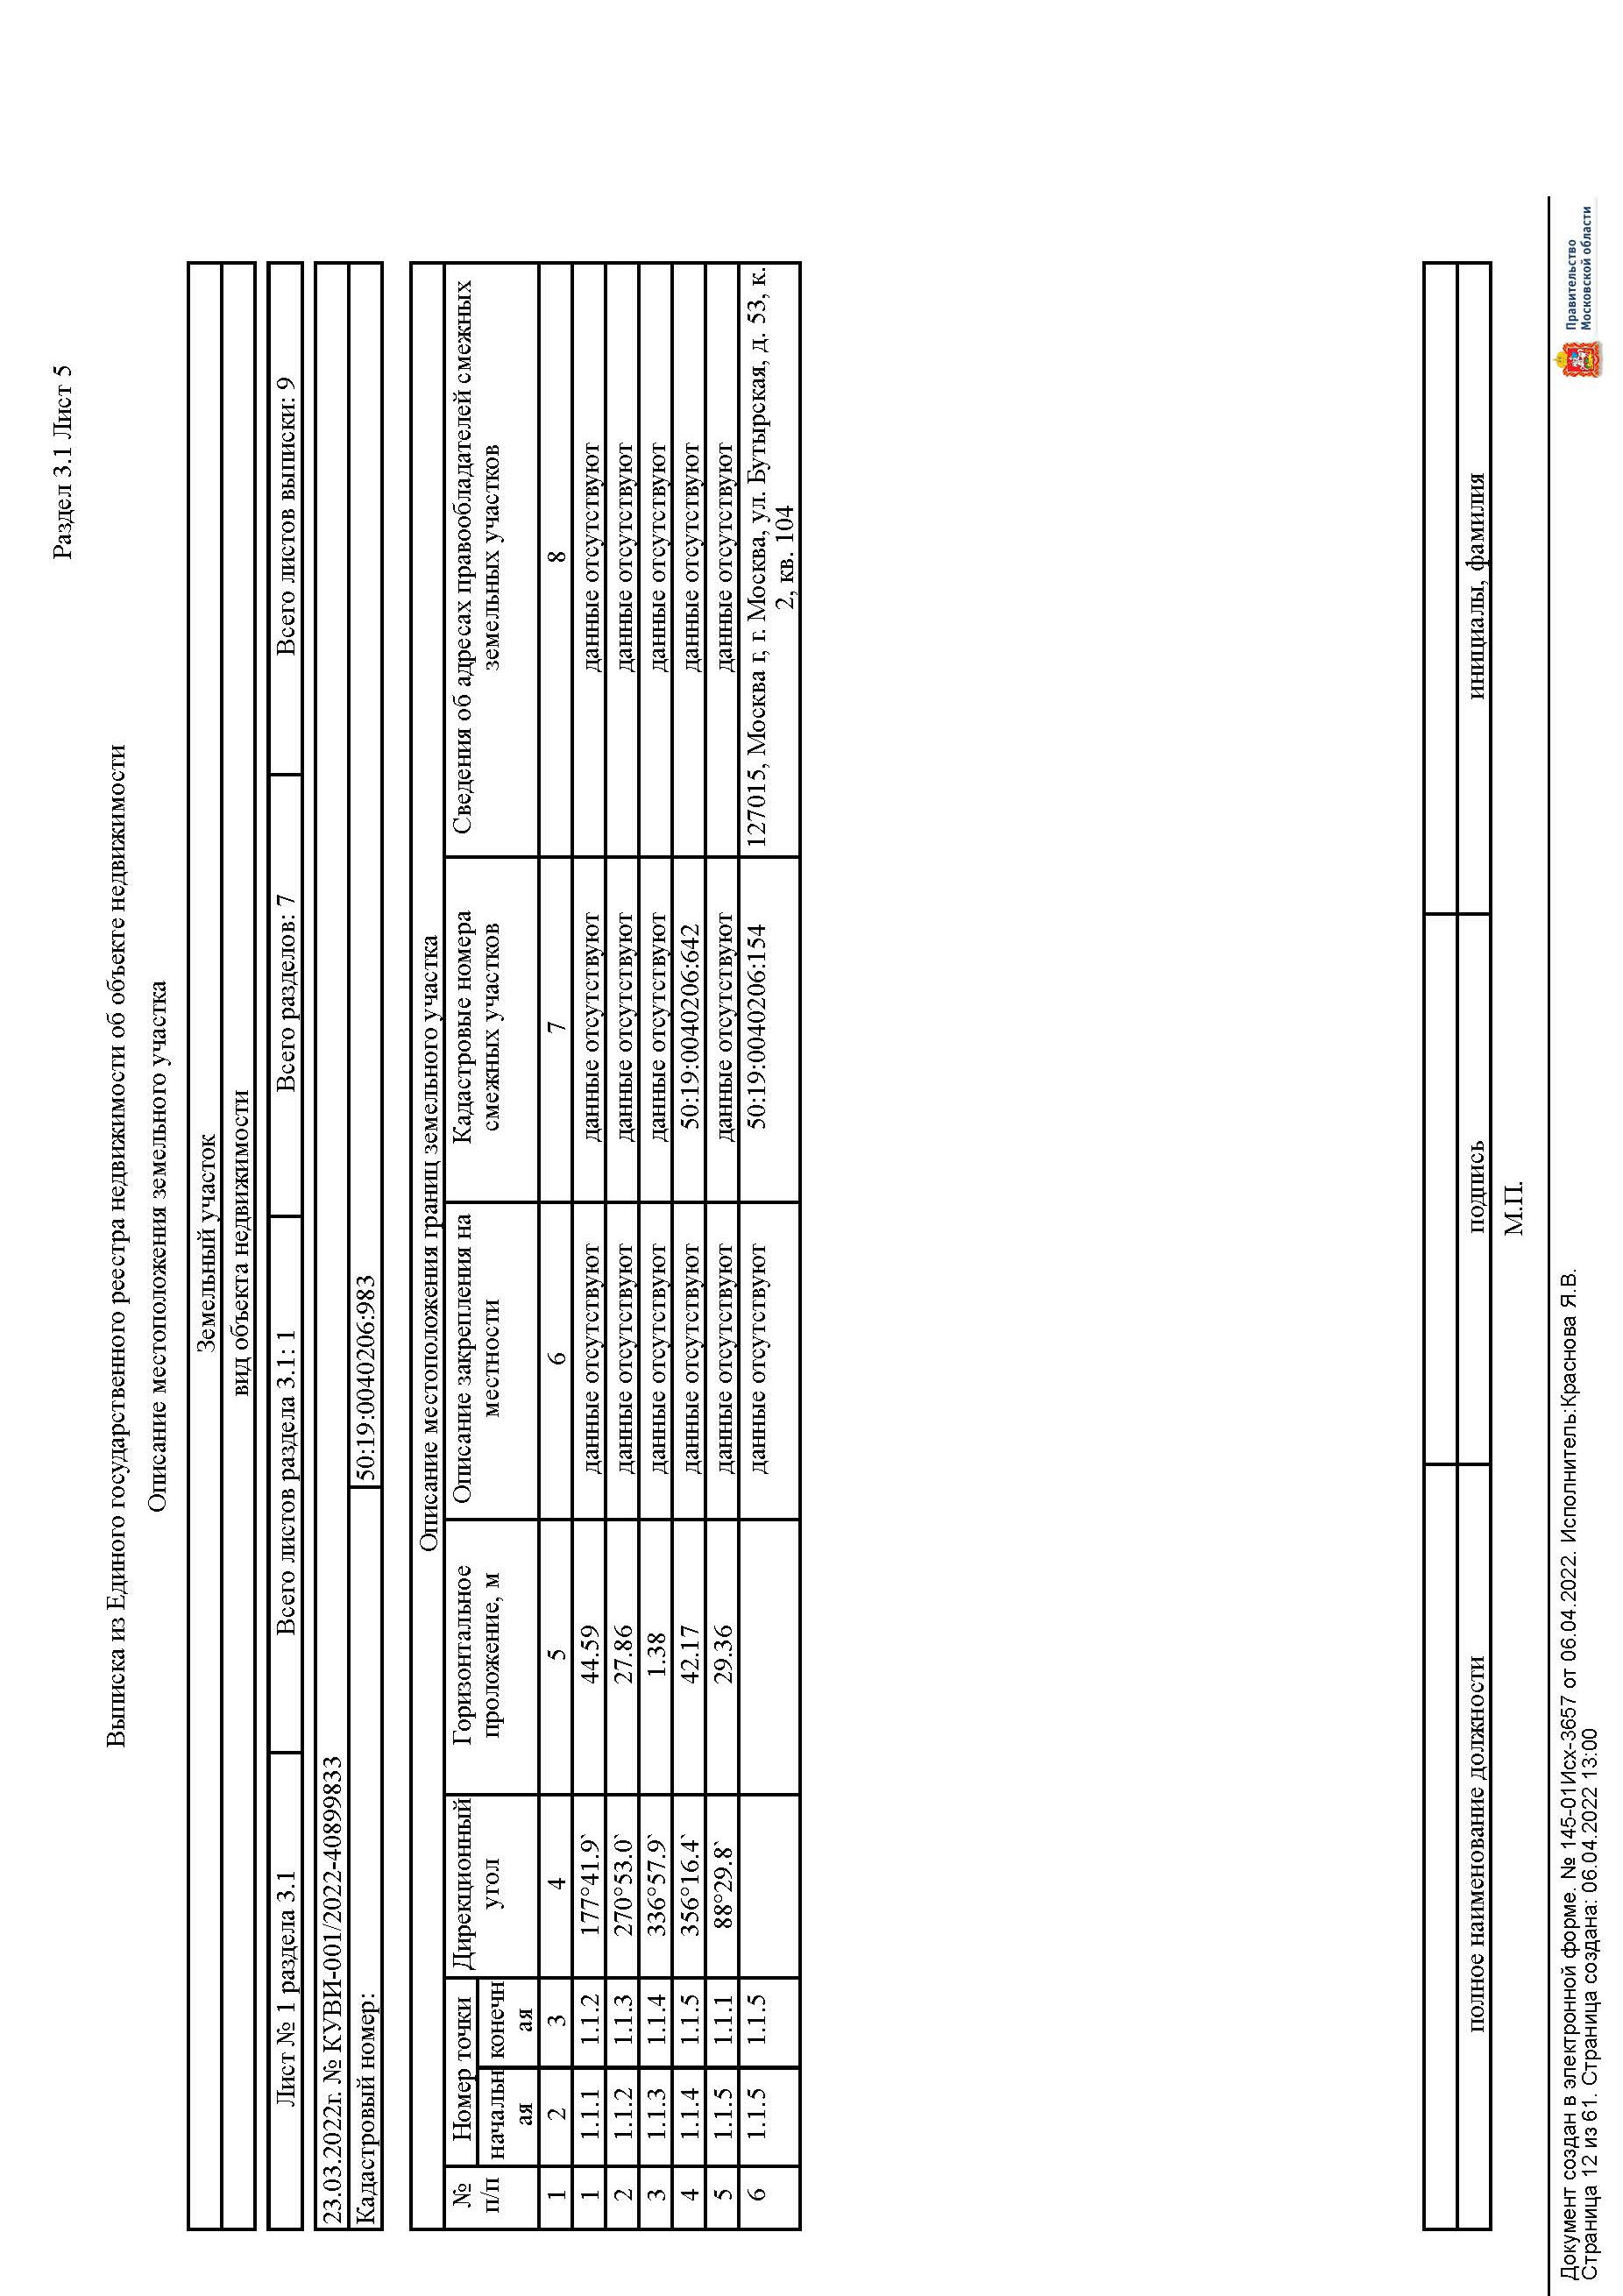 Раздел 3.1 Лист 5
Выписка из Единого государственного реестра недвижимости об объекте недвижимости
Описание местоположения земельного участка
Земельный участок
вид объекта недвижимости
Лист № 1 раздела 3.1 Всего листов раздела 3.1: 1 Всего разделов: 7 Всего листов выписки: 9
23.03.2022г. № КУВИ-001/2022-40899833
Кадастровый номер: 50:19:0040206:983
Описание местоположения границ земельного участка
№ Номер точки Дирекционный Горизонтальное Описание закрепления на Кадастровые номера Сведения об адресах правообладателей смежных
п/п начальн конечн угол проложение, м местности смежных участков земельных участков
ая ая
1 2 3 4 5 6 7 8
1 1.1.1 1.1.2 177°41.9` 44.59 данные отсутствуют данные отсутствуют данные отсутствуют
2 1.1.2 1.1.3 270°53.0` 27.86 данные отсутствуют данные отсутствуют данные отсутствуют
3 1.1.3 1.1.4 336°57.9` 1.38 данные отсутствуют данные отсутствуют данные отсутствуют
4 1.1.4 1.1.5 356°16.4` 42.17 данные отсутствуют 50:19:0040206:642 данные отсутствуют
5 1.1.5 1.1.1 88°29.8` 29.36 данные отсутствуют данные отсутствуют данные отсутствуют
6 1.1.5 1.1.5 данные отсутствуют 50:19:0040206:154 127015, Москва г, г. Москва, ул. Бутырская, д. 53, к.
2, кв. 104
полное наименование должности подпись инициалы, фамилия
М.П.
Документ создан в электронной форме. № 145-01Исх-3657 от 06.04.2022. Исполнитель:Краснова Я.В.
Страница 12 из 61. Страница создана: 06.04.2022 13:00
Правительство
Московской области